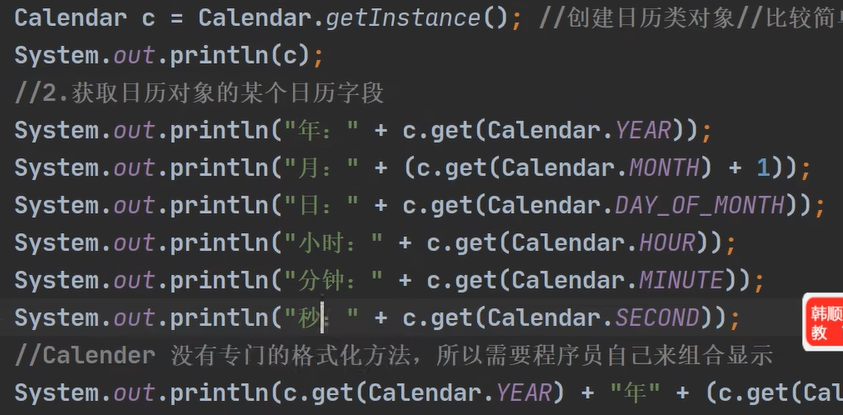 Calendar c = Calendar.getInstance(); //创建日历类对象//比较简单
System.out.println(c);
//2.获取日历对象的某个日历字段
System.out.println("年：" + c.get(Calendar.YEAR));
System.out.println("月：" + (c.get(Calendar.MONTH) + 1));
System.out.println("日：" + c.get(Calendar.DAY_OF_MONTH));
System.out.println("小时：" + c.get(Calendar.HOUR));
System.out.println("分钟：" + c.get(Calendar.MINUTE));
System.out.println("秒：" + c.get(Calendar.SECOND));
韩顺
教
//Calender 没有专门的格式化方法，所以需要程序员自己来组合显示
System.out.println(c.get(Calendar.YEAR) + "年" + (c.get(Cal